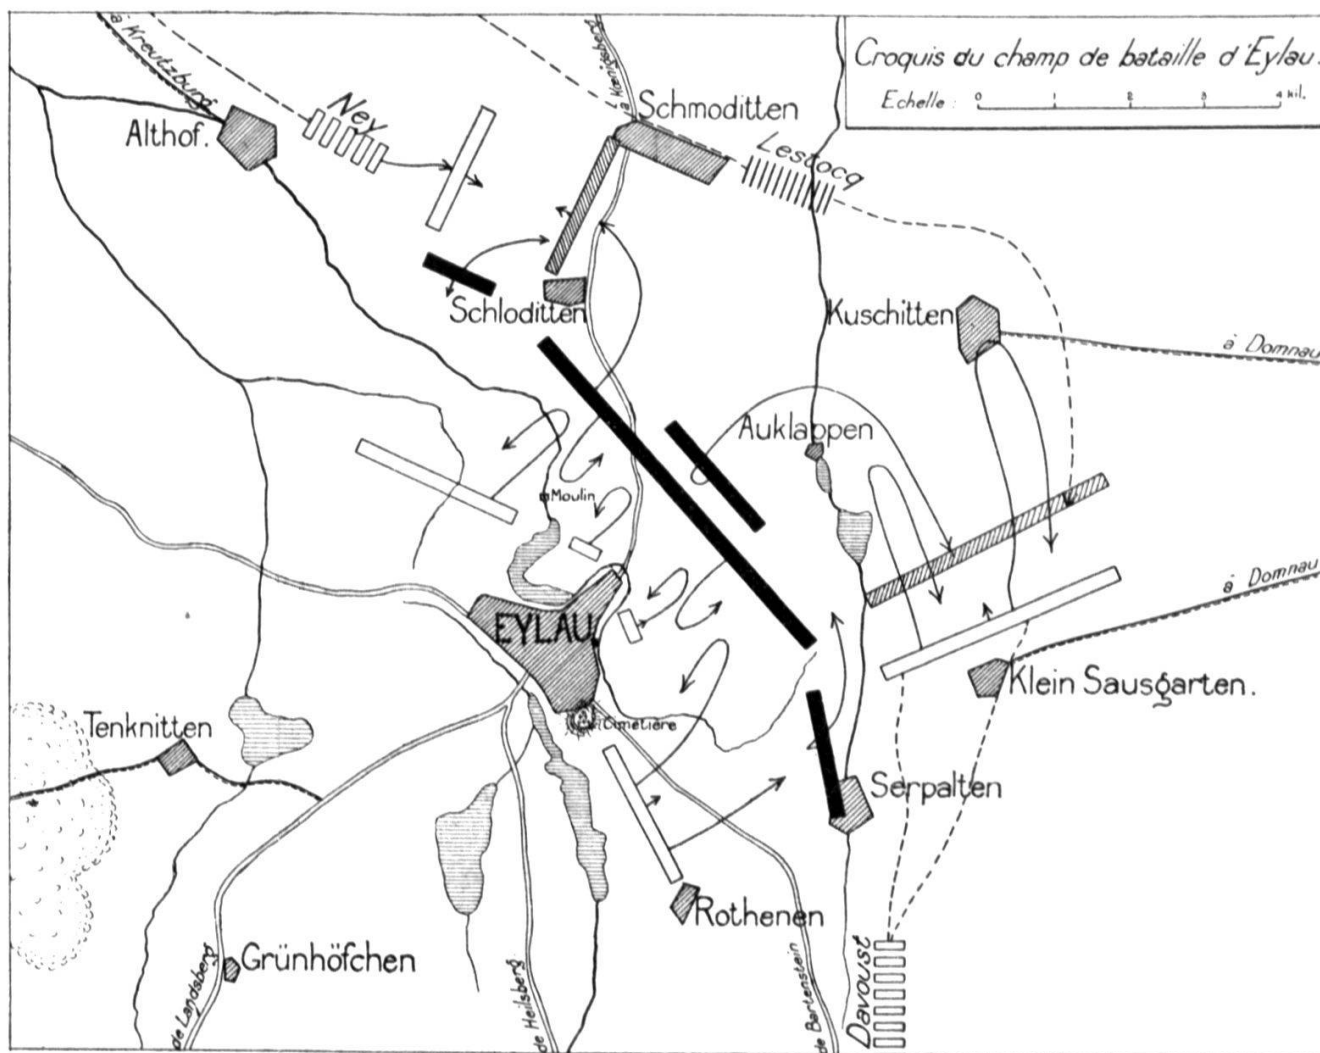 Croquis du champ de bataille d'Eylau.
Echelle : 0 1 2 3 4 kil.
à Kreutzburg
à Kœnigsberg
Ney
Althof.
Schmoditten
Lestocq
Schloditten
Kuschitten
à Domnau
Auklappen
Moulin
à Domnau
EYLAU.
Klein Sausgarten.
Cimetière
Tenknitten
Serpalten
Rothenen
Grünhöfchen
de Landsberg
de Heilsberg
de Bartenstein
Davoust